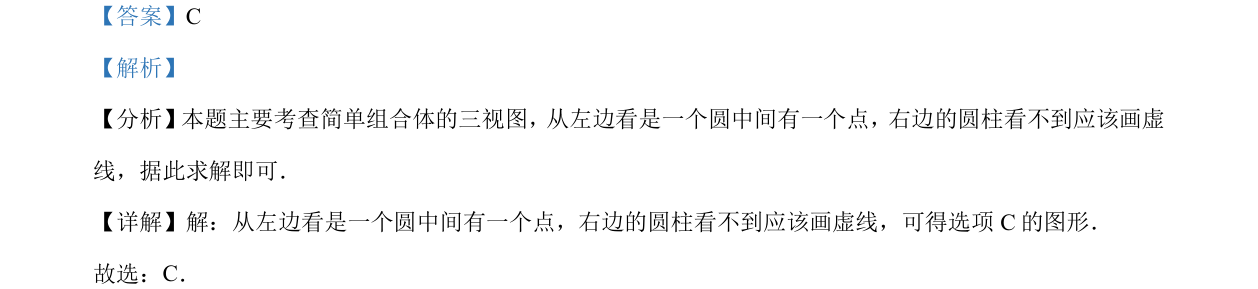 【答案】C
【解析】
【分析】本题主要考查简单组合体的三视图，从左边看是一个圆中间有一个点，右边的圆柱看不到应该画虚
线，据此求解即可．
【详解】解：从左边看是一个圆中间有一个点，右边的圆柱看不到应该画虚线，可得选项 C 的图形．
故选：C．